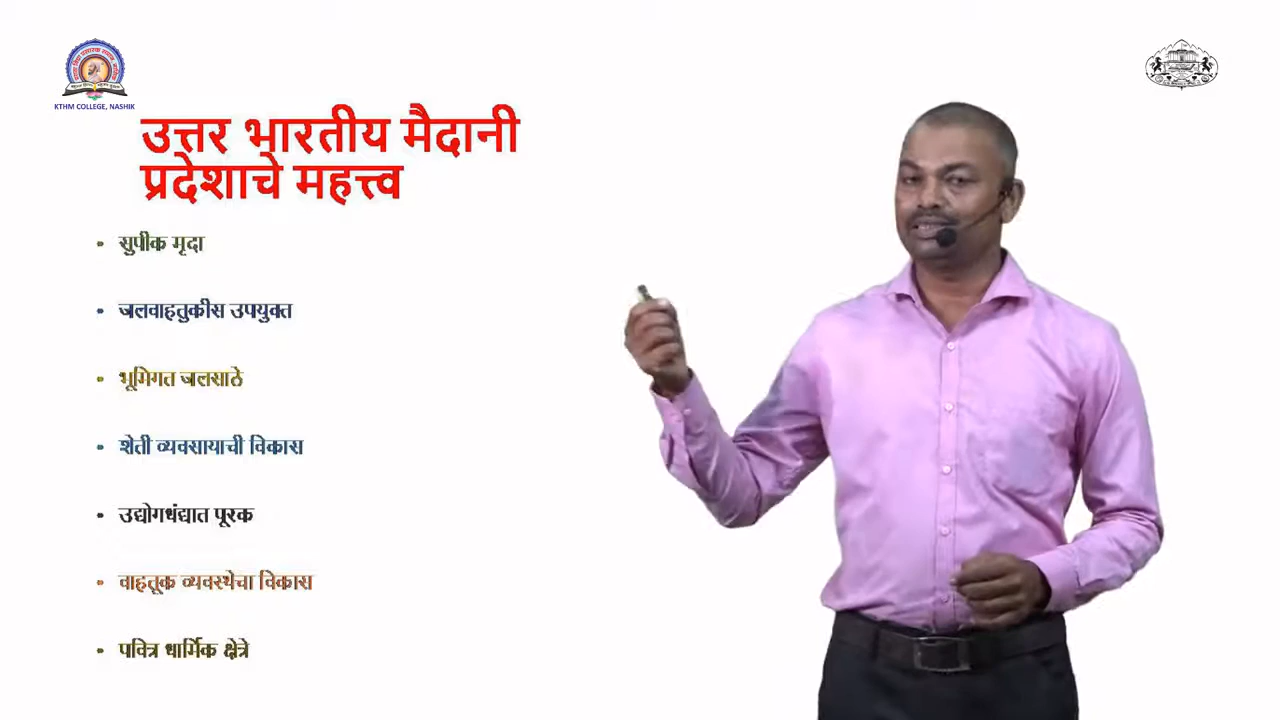 KTHM COLLEGE, NASHIK
उत्तर भारतीय मैदानी
प्रदेशाचे महत्त्व
• सुपीक मृदा
• जलवाहतुकीस उपयुक्त
• भूमिगत जलसाठे
• शेती व्यवसायाची विकास
• उद्योगधंद्यात पूरक
• वाहतूक व्यवस्थेचा विकास
• पवित्र धार्मिक क्षेत्रे